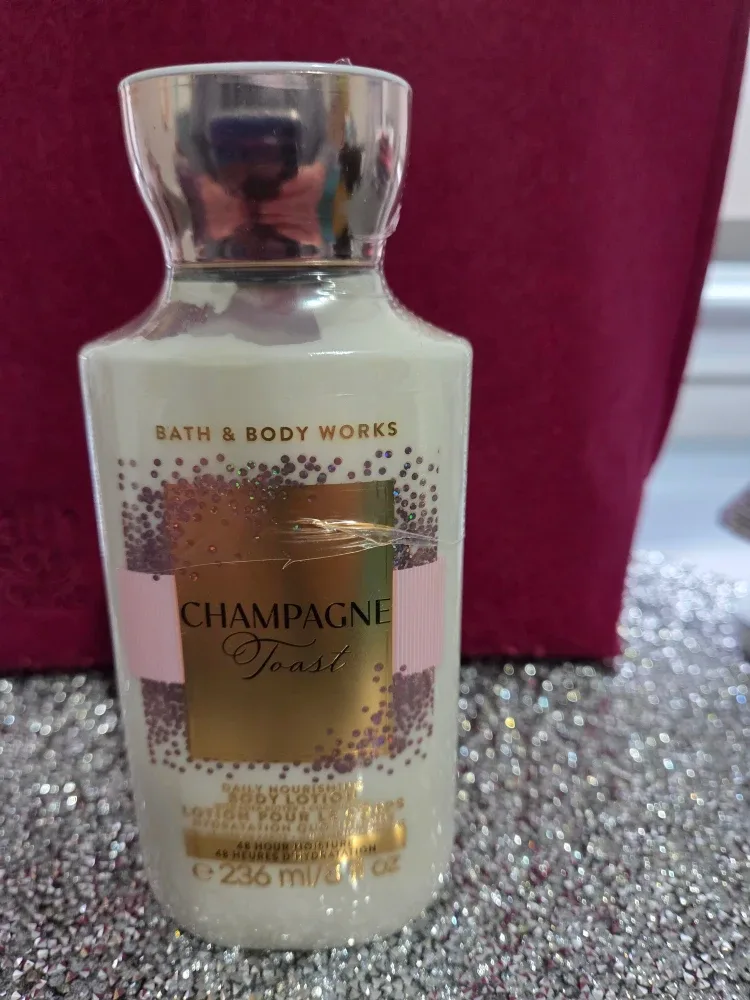 BATH & BODY WORKS
CHAMPAGNE
Toast
DAILY NOURISHING
BODY LOTION
LOTION POUR LE CORPS
HYDRATATION
48 HOUR MOISTURE
48 HEURES D'HYDRATATION
e 236 ml/8 fl oz